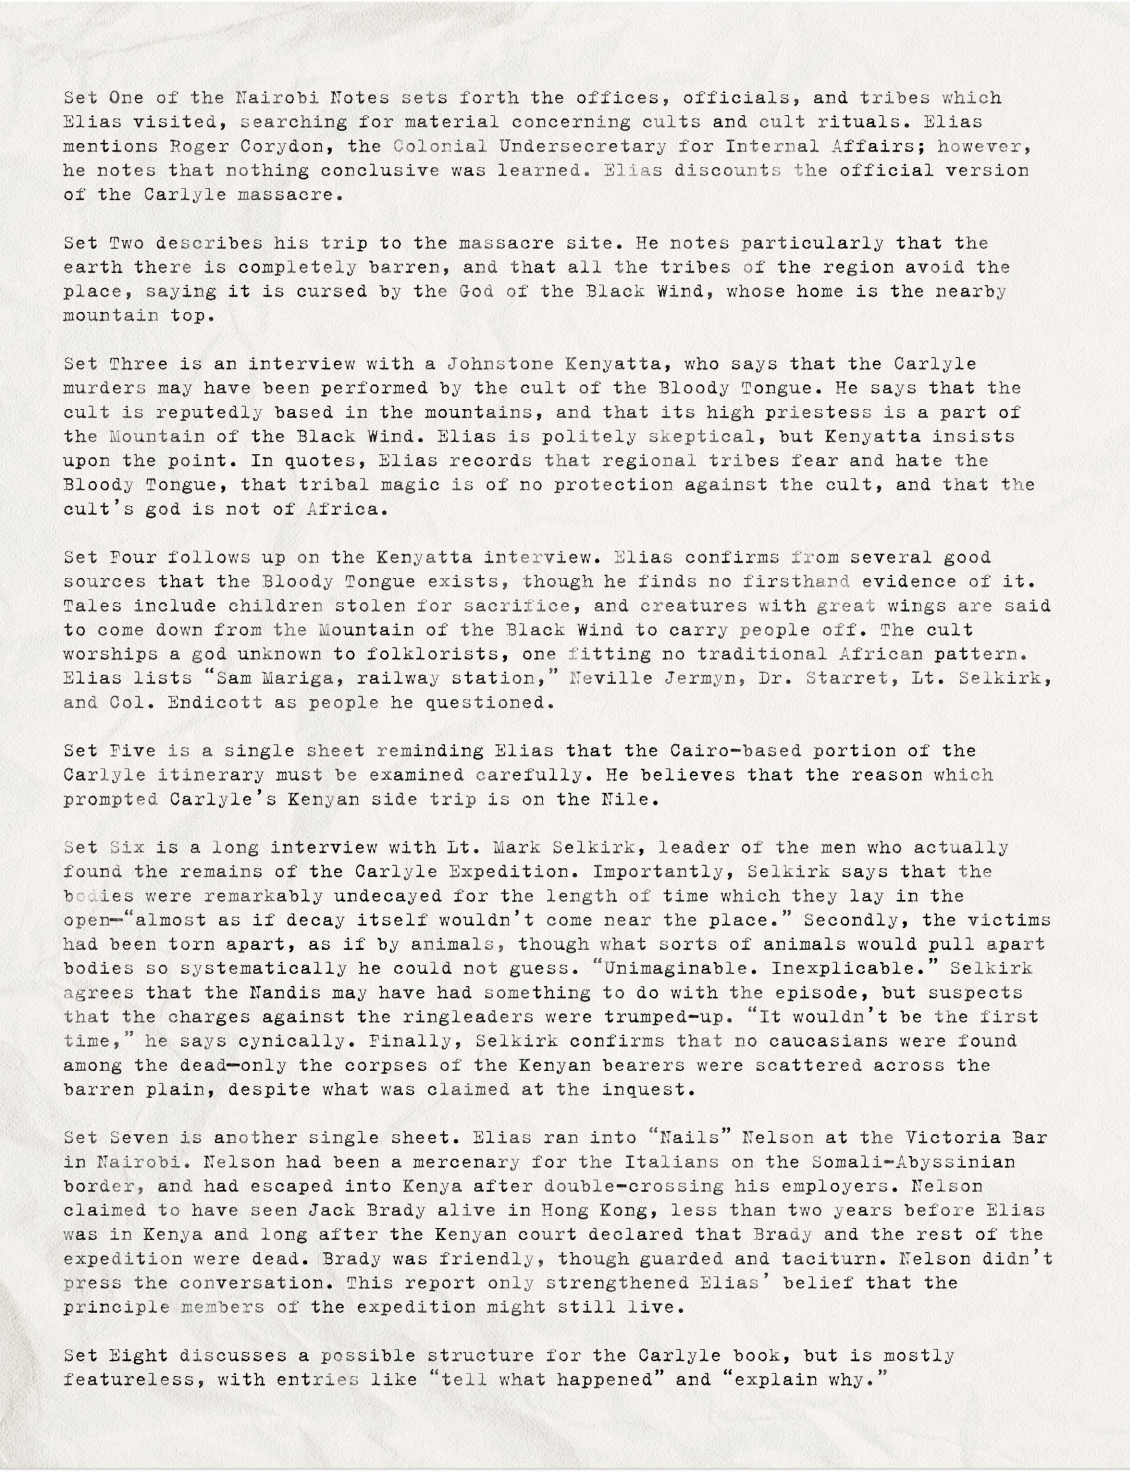 Set One of the Nairobi Notes sets forth the offices, officials, and tribes which
Elias visited, searching for material concerning cults and cult rituals. Elias
mentions Roger Corydon, the Colonial Undersecretary for Internal Affairs; however,
he notes that nothing conclusive was learned. Elias discounts the official version
of the Carlyle massacre.

Set Two describes his trip to the massacre site. He notes particularly that the
earth there is completely barren, and that all the tribes of the region avoid the
place, saying it is cursed by the God of the Black Wind, whose home is the nearby
mountain top.

Set Three is an interview with a Johnstone Kenyatta, who says that the Carlyle
murders may have been performed by the cult of the Bloody Tongue. He says that the
cult is reputedly based in the mountains, and that its high priestess is a part of
the Mountain of the Black Wind. Elias is politely skeptical, but Kenyatta insists
upon the point. In quotes, Elias records that regional tribes fear and hate the
Bloody Tongue, that tribal magic is of no protection against the cult, and that the
cult’s god is not of Africa.

Set Four follows up on the Kenyatta interview. Elias confirms from several good
sources that the Bloody Tongue exists, though he finds no firsthand evidence of it.
Tales include children stolen for sacrifice, and creatures with great wings are said
to come down from the Mountain of the Black Wind to carry people off. The cult
worships a god unknown to folklorists, one fitting no traditional African pattern.
Elias lists “Sam Mariga, railway station,” Neville Jermyn, Dr. Starret, Lt. Selkirk,
and Col. Endicott as people he questioned.

Set Five is a single sheet reminding Elias that the Cairo-based portion of the
Carlyle itinerary must be examined carefully. He believes that the reason which
prompted Carlyle’s Kenyan side trip is on the Nile.

Set Six is a long interview with Lt. Mark Selkirk, leader of the men who actually
found the remains of the Carlyle Expedition. Importantly, Selkirk says that the
bodies were remarkably undecayed for the length of time which they lay in the
open—“almost as if decay itself wouldn’t come near the place.” Secondly, the victims
had been torn apart, as if by animals, though what sorts of animals would pull apart
bodies so systematically he could not guess. “Unimaginable. Inexplicable.” Selkirk
agrees that the Nandis may have had something to do with the episode, but suspects
that the charges against the ringleaders were trumped-up. “It wouldn’t be the first
time,” he says cynically. Finally, Selkirk confirms that no caucasians were found
among the dead—only the corpses of the Kenyan bearers were scattered across the
barren plain, despite what was claimed at the inquest.

Set Seven is another single sheet. Elias ran into “Nails” Nelson at the Victoria Bar
in Nairobi. Nelson had been a mercenary for the Italians on the Somali-Abyssinian
border, and had escaped into Kenya after double-crossing his employers. Nelson
claimed to have seen Jack Brady alive in Hong Kong, less than two years before Elias
was in Kenya and long after the Kenyan court declared that Brady and the rest of the
expedition were dead. Brady was friendly, though guarded and taciturn. Nelson didn’t
press the conversation. This report only strengthened Elias’ belief that the
principle members of the expedition might still live.

Set Eight discusses a possible structure for the Carlyle book, but is mostly
featureless, with entries like “tell what happened” and “explain why.”